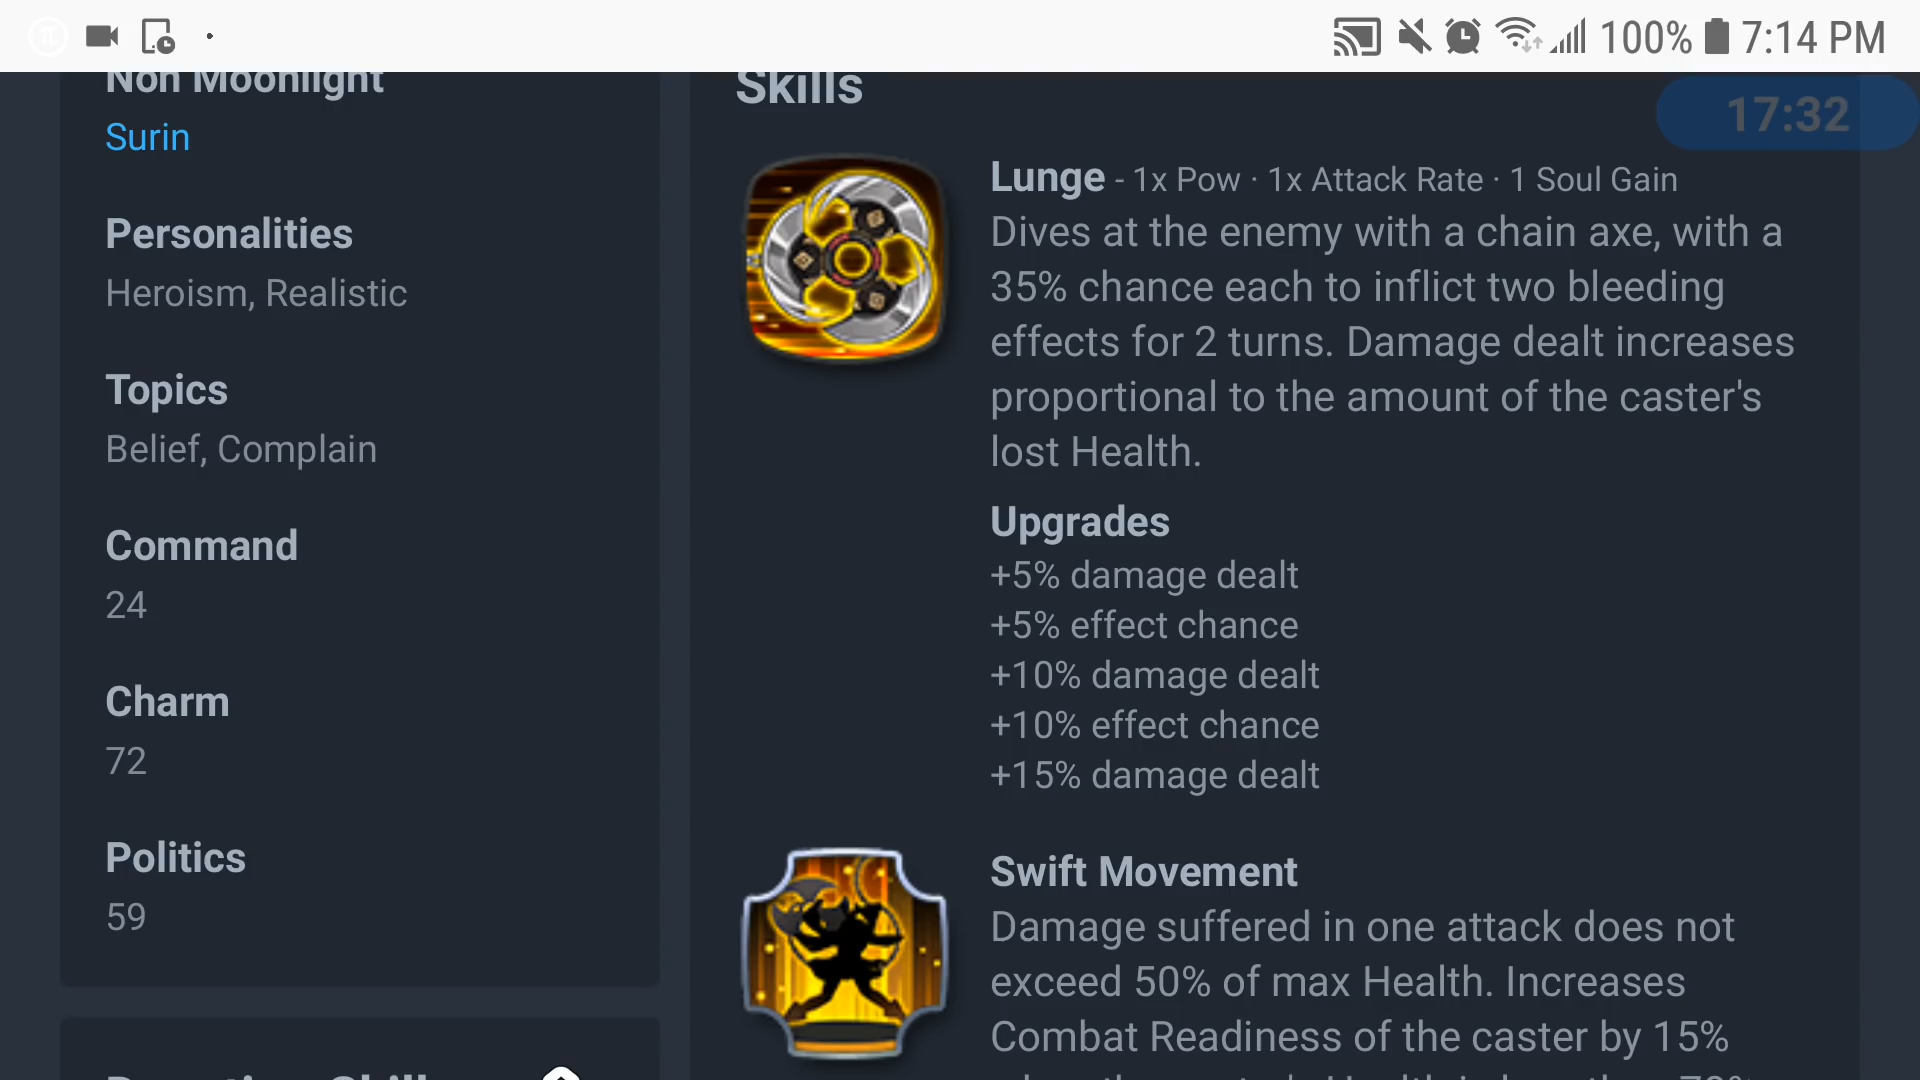 100% 7:14 PM
Non Moonlight
Surin
Personalities
Heroism, Realistic
Topics
Belief, Complain
Command
24
Charm
72
Politics
59
Skills
17:32
Lunge - 1x Pow · 1x Attack Rate · 1 Soul Gain
Dives at the enemy with a chain axe, with a
35% chance each to inflict two bleeding
effects for 2 turns. Damage dealt increases
proportional to the amount of the caster's
lost Health.
Upgrades
+5% damage dealt
+5% effect chance
+10% damage dealt
+10% effect chance
+15% damage dealt
Swift Movement
Damage suffered in one attack does not
exceed 50% of max Health. Increases
Combat Readiness of the caster by 15%